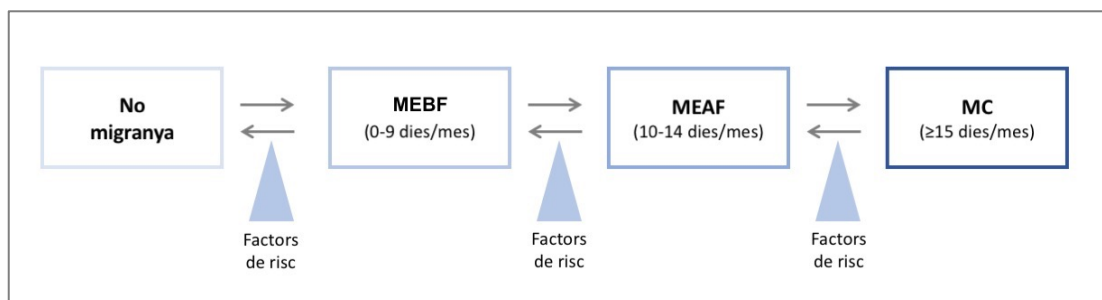 No
migranya
MEBF
(0-9 dies/mes)
MEAF
(10-14 dies/mes)
MC
(≥15 dies/mes)
Factors
de risc
Factors
de risc
Factors
de risc